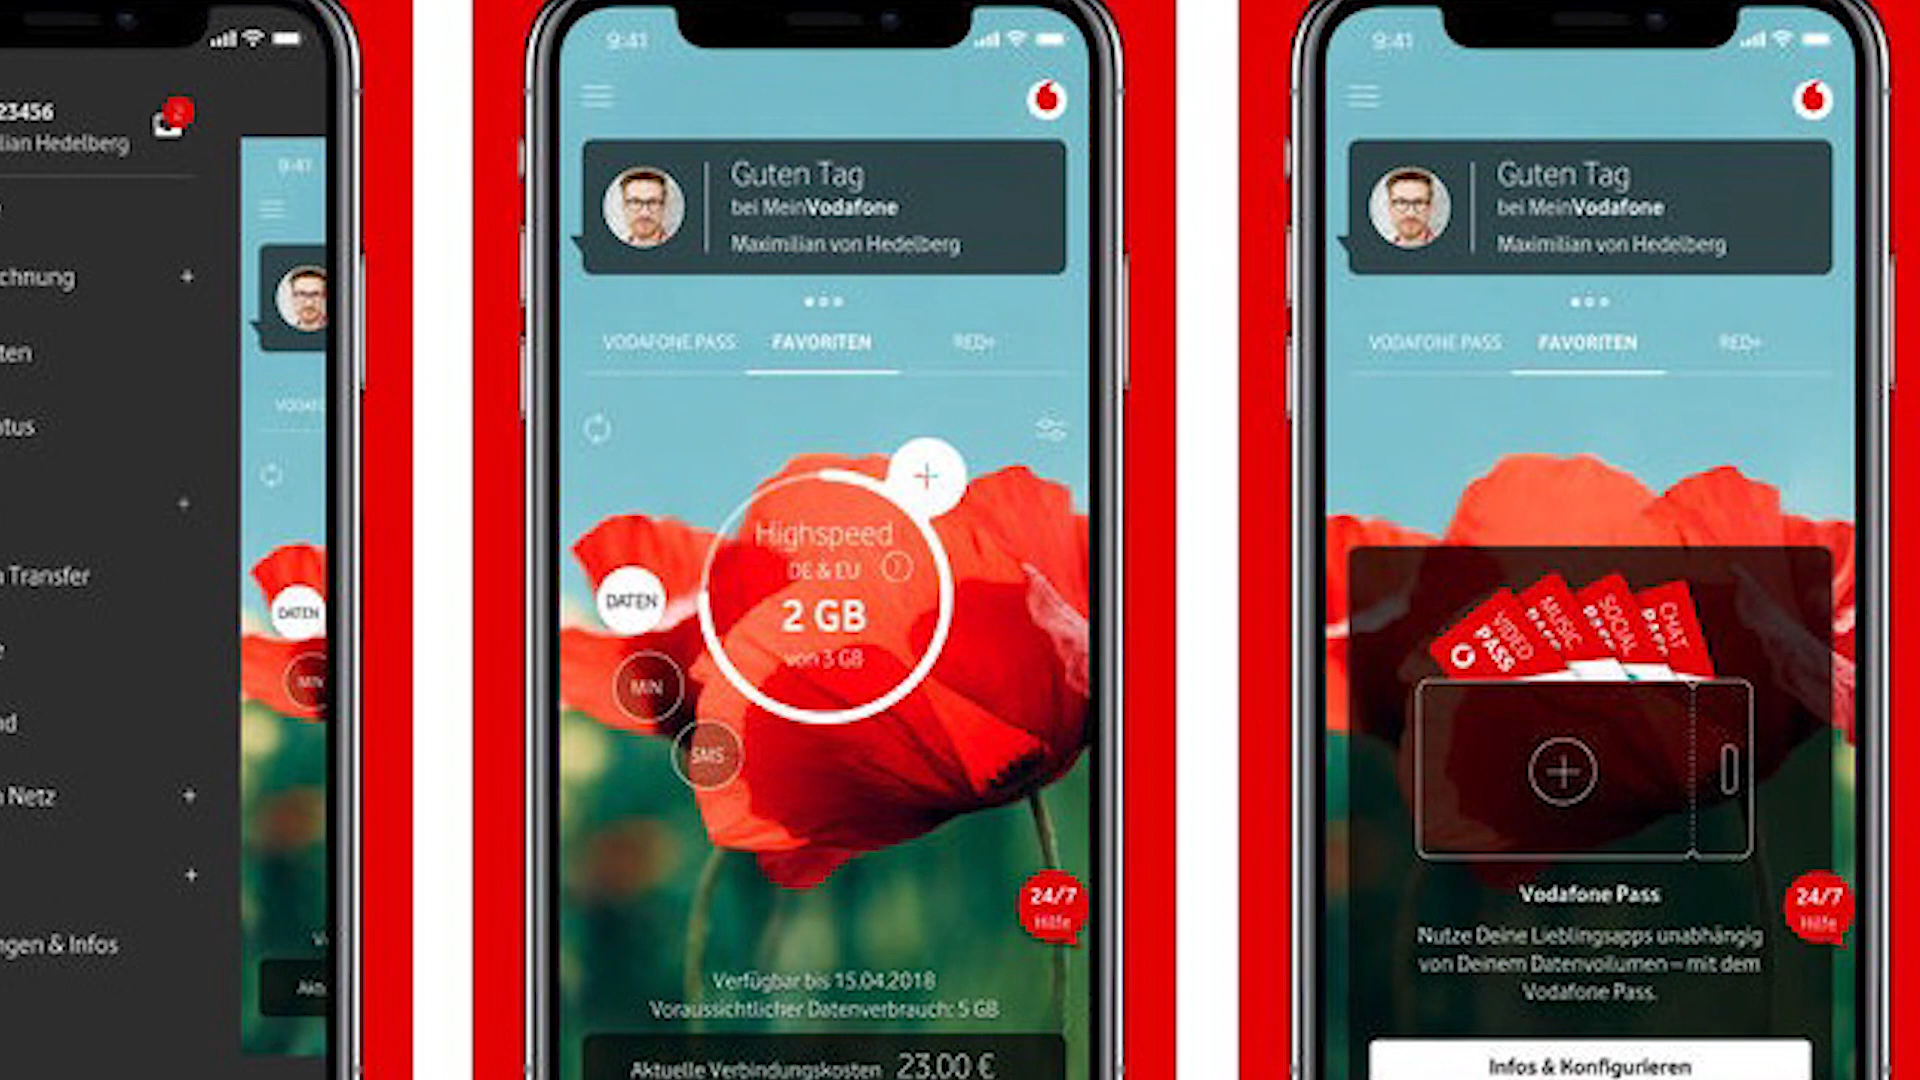 23456
lian Hedelberg
9:41
chnung
ten
tus
Transfer
DATEN
MIN
Netz
ngen & Infos
9:41
Guten Tag
bei MeinVodafone
Maximilian von Hedelberg
VODAFONE PASS FAVORITEN RED+
Highspeed
DE & EU
2 GB
von 3 GB
DATEN
MIN
SMS
24/7
Hilfe
Verfügbar bis 15.04.2018
Voraussichtlicher Datenverbrauch: 5 GB
Aktuelle Verbindungskosten 23,00 €
9:41
Guten Tag
bei MeinVodafone
Maximilian von Hedelberg
VODAFONE PASS FAVORITEN RED+
VIDEO PASS
MUSIC PASS
SOCIAL PASS
CHAT PASS
24/7
Hilfe
Vodafone Pass
Nutze Deine Lieblingsapps unabhängig
von Deinem Datenvoilumen – mit dem
Vodafone Pass.
Infos & Konfigurieren